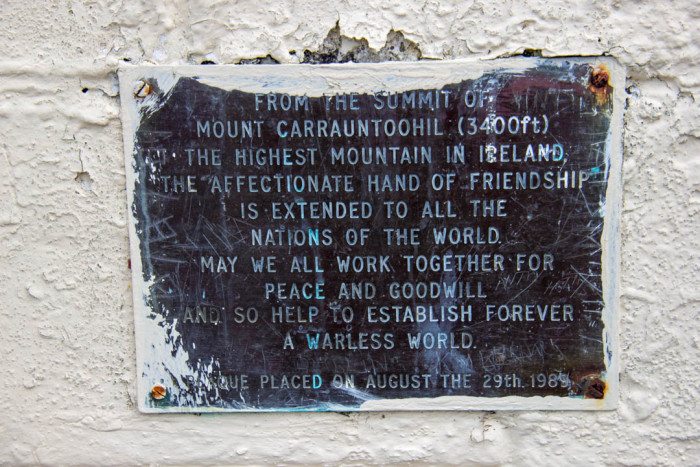 FROM THE SUMMIT OF
MOUNT CARRAUNTOOHIL (3400ft)
THE HIGHEST MOUNTAIN IN IRELAND,
THE AFFECTIONATE HAND OF FRIENDSHIP
IS EXTENDED TO ALL THE
NATIONS OF THE WORLD.
MAY WE ALL WORK TOGETHER FOR
PEACE AND GOODWILL
AND SO HELP TO ESTABLISH FOREVER
A WARLESS WORLD.
PLACED ON AUGUST THE 29th.